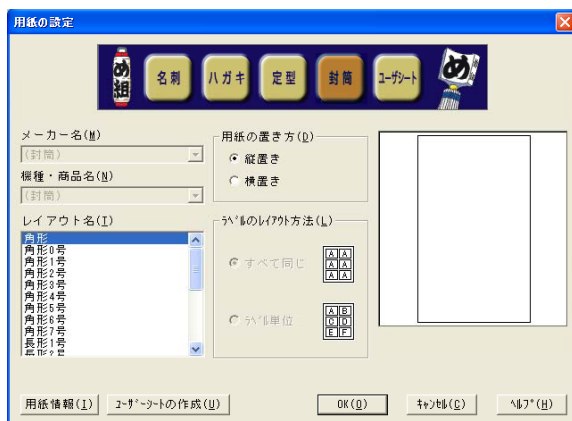 用紙の設定
め組
名刺
ハガキ
定型
封筒
ユーザシート
め
メーカー名(M)
(封筒)
機種・商品名(N)
(封筒)
レイアウト名(T)
角形
角形0号
角形1号
角形2号
角形3号
角形4号
角形5号
角形6号
角形7号
長形1号
長形2号
用紙の置き方(D)
縦置き
横置き
ラベルのレイアウト方法(L)
すべて同じ
A A
A A
A A
ラベル単位
A B
C D
E F
用紙情報(I)
ユーザーシートの作成(U)
OK(O)
キャンセル(C)
ヘルプ(H)